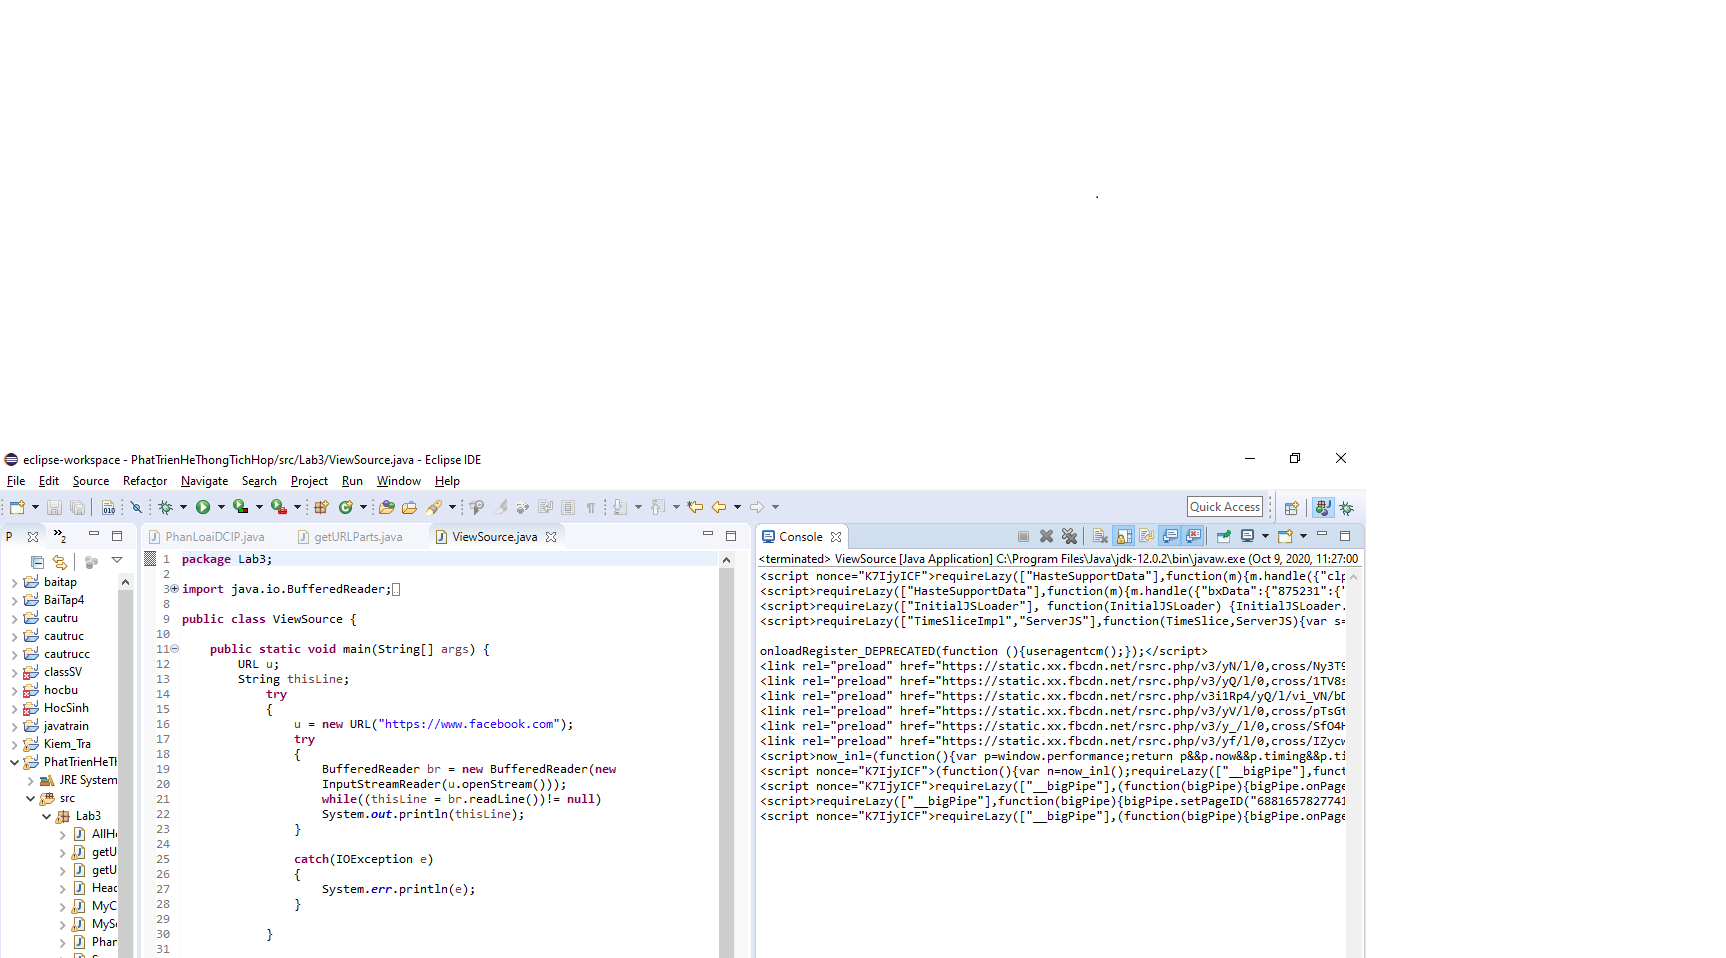 eclipse-workspace - PhatTrienHeThongTichHop/src/Lab3/ViewSource.java - Eclipse IDE
File Edit Source Refactor Navigate Search Project Run Window Help
Quick Access
P
PhanLoaiDCIP.java getURLParts.java ViewSource.java
baitap
BaiTap4
cautru
cautruc
cautrucc
classSV
hocbu
HocSinh
javatrain
Kiem_Tra
PhatTrienHeTh
JRE System
src
Lab3
AllH
getU
getU
Head
MyC
MyS
Phan
1 package Lab3;
2
3 import java.io.BufferedReader;
8
9 public class ViewSource {
10
11 public static void main(String[] args) {
12 URL u;
13 String thisLine;
14 try
15 {
16 u = new URL("https://www.facebook.com");
17 try
18 {
19 BufferedReader br = new BufferedReader(new
20 InputStreamReader(u.openStream()));
21 while((thisLine = br.readLine())!= null)
22 System.out.println(thisLine);
23 }
24
25 catch(IOException e)
26 {
27 System.err.println(e);
28 }
29
30 }
31
Console
<terminated> ViewSource [Java Application] C:\Program Files\Java\jdk-12.0.2\bin\javaw.exe (Oct 9, 2020, 11:27:00
<script nonce="K7IjyICF">requireLazy(["HasteSupportData"],function(m){m.handle({"clp
<script>requireLazy(["HasteSupportData"],function(m){m.handle({"bxData":{"875231":{"
<script>requireLazy(["InitialJSLoader"], function(InitialJSLoader) {InitialJSLoader.
<script>requireLazy(["TimeSliceImpl","ServerJS"],function(TimeSlice,ServerJS){var s=
onloadRegister_DEPRECATED(function (){useragentcm();});</script>
<link rel="preload" href="https://static.xx.fbcdn.net/rsrc.php/v3/yN/l/0,cross/Ny3T9
<link rel="preload" href="https://static.xx.fbcdn.net/rsrc.php/v3/yQ/l/0,cross/1TV8s
<link rel="preload" href="https://static.xx.fbcdn.net/rsrc.php/v3i1Rp4/yQ/l/vi_VN/bD
<link rel="preload" href="https://static.xx.fbcdn.net/rsrc.php/v3/yV/l/0,cross/pTsGt
<link rel="preload" href="https://static.xx.fbcdn.net/rsrc.php/v3/y_/l/0,cross/SfO4H
<link rel="preload" href="https://static.xx.fbcdn.net/rsrc.php/v3/yf/l/0,cross/IZycw
<script>now_inl=(function(){var p=window.performance;return p&&p.now&&p.timing&&p.ti
<script nonce="K7IjyICF">(function(){var n=now_inl();requireLazy(["__bigPipe"],funct
<script nonce="K7IjyICF">requireLazy(["__bigPipe"],(function(bigPipe){bigPipe.onPage
<script>requireLazy(["__bigPipe"],function(bigPipe){bigPipe.setPageID("6881657827741
<script nonce="K7IjyICF">requireLazy(["__bigPipe"],(function(bigPipe){bigPipe.onPage